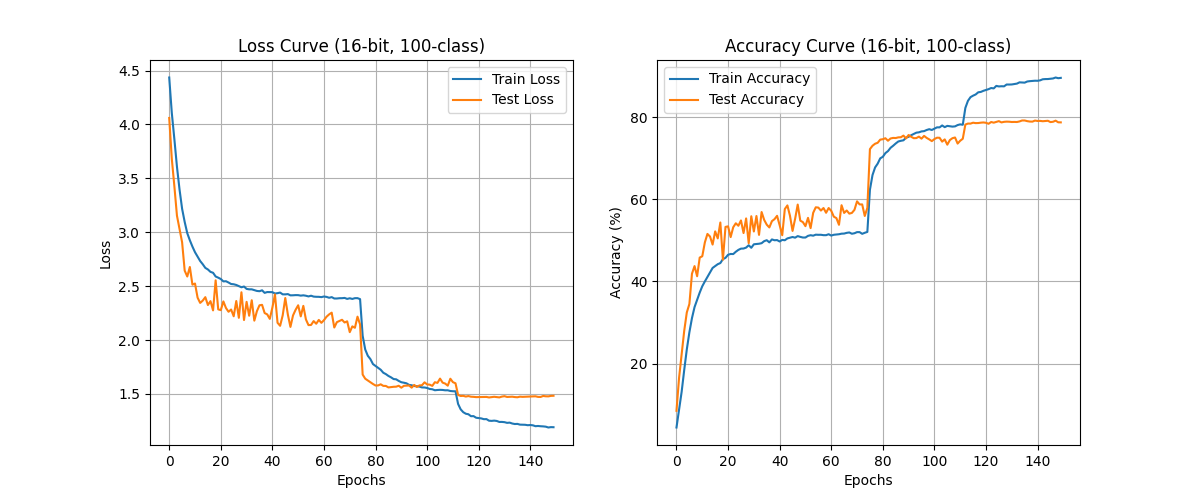 Loss Curve (16-bit, 100-class)
4.5
4.0
3.5
3.0
2.5
2.0
1.5
Loss
0 20 40 60 80 100 120 140
Epochs
Train Loss
Test Loss
Accuracy Curve (16-bit, 100-class)
80
60
40
20
Accuracy (%)
0 20 40 60 80 100 120 140
Epochs
Train Accuracy
Test Accuracy